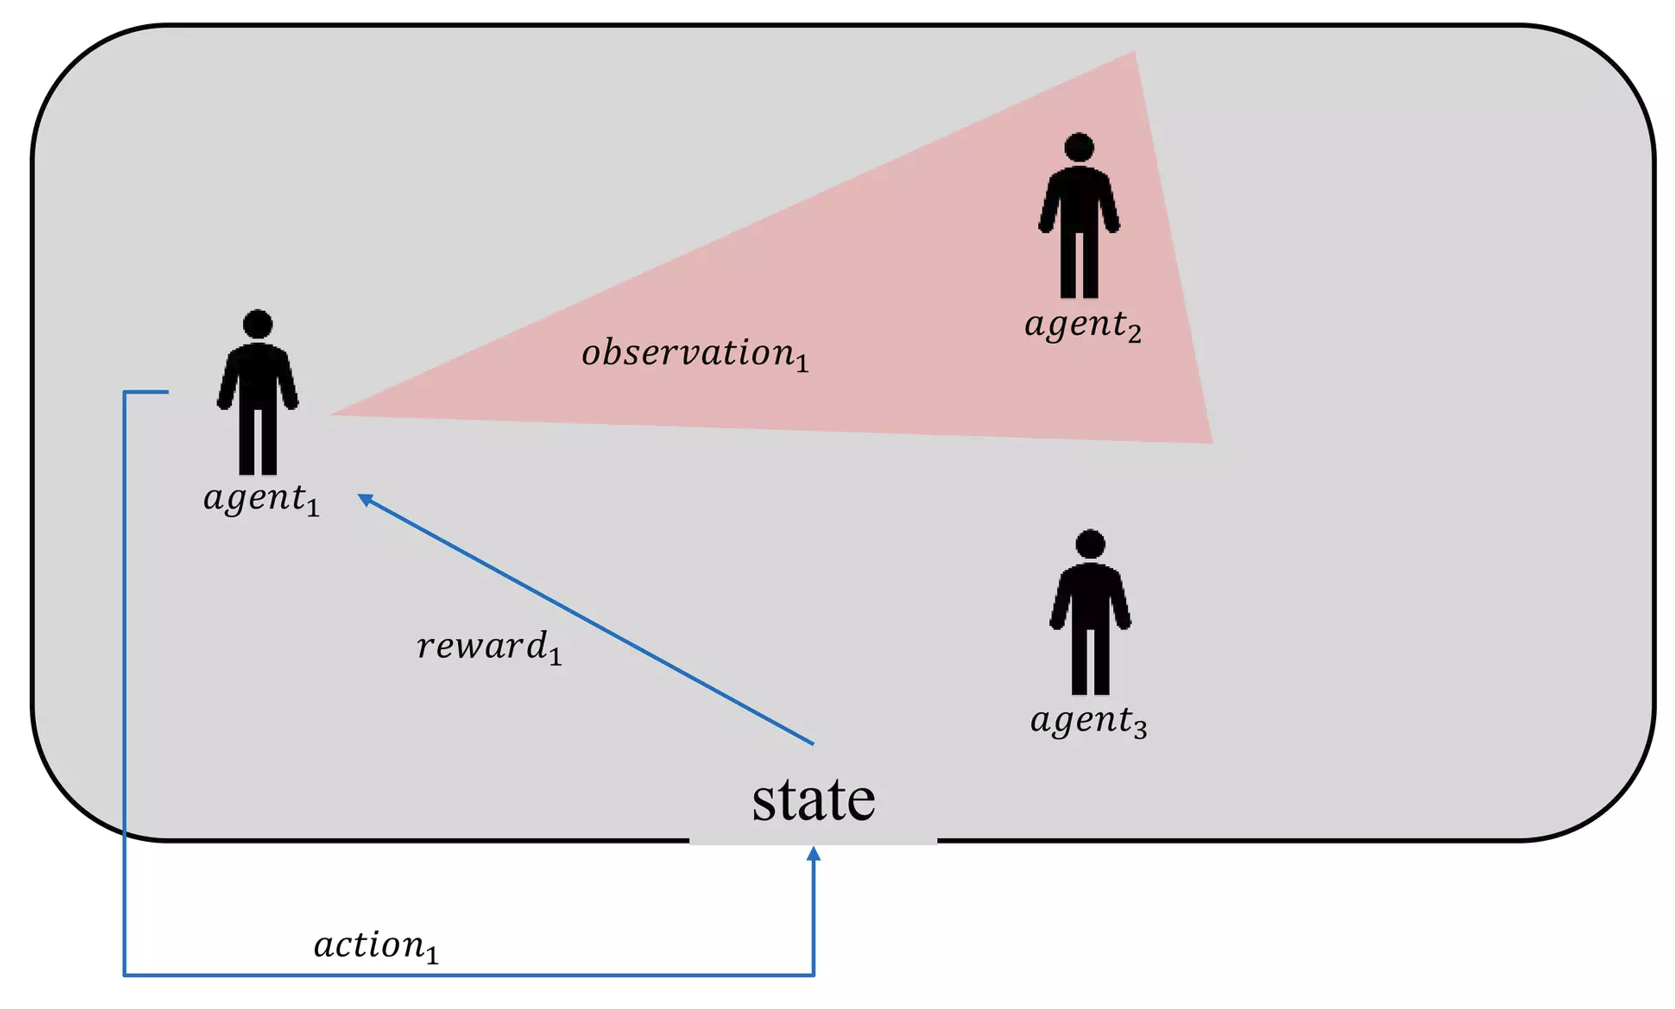 agent₂
observation₁
agent₁
reward₁
agent₃
state
action₁